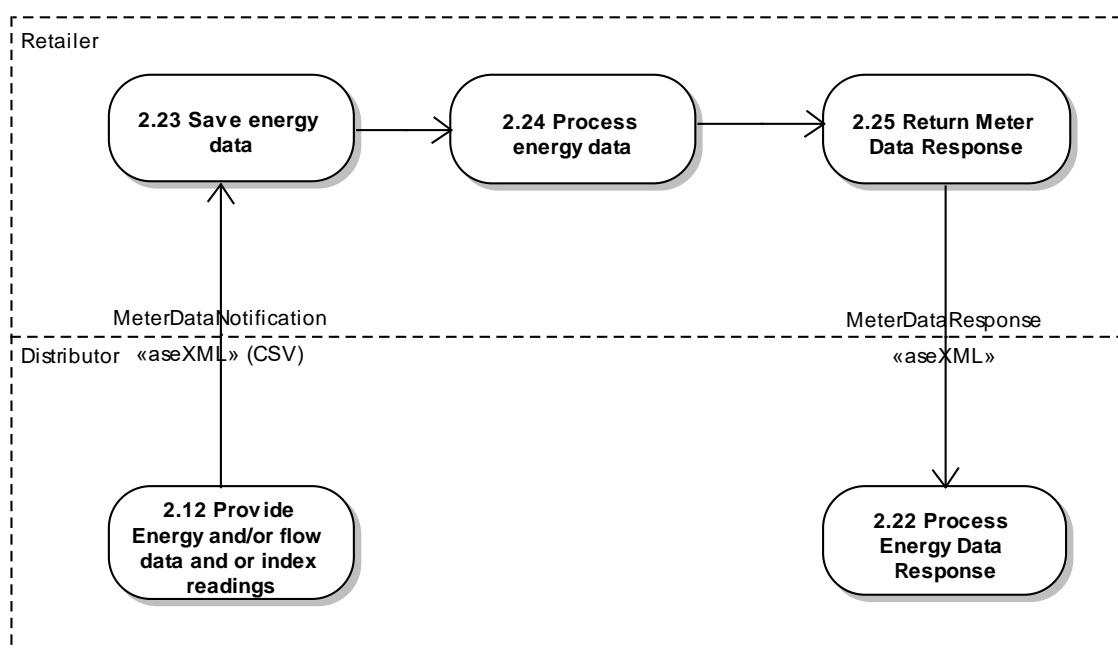 Retailer
2.23 Save energy
data
2.24 Process
energy data
2.25 Return Meter
Data Response
MeterDataNotification
MeterDataResponse
Distributor
«aseXML» (CSV)
«aseXML»
2.12 Provide
Energy and/or flow
data and or index
readings
2.22 Process
Energy Data
Response